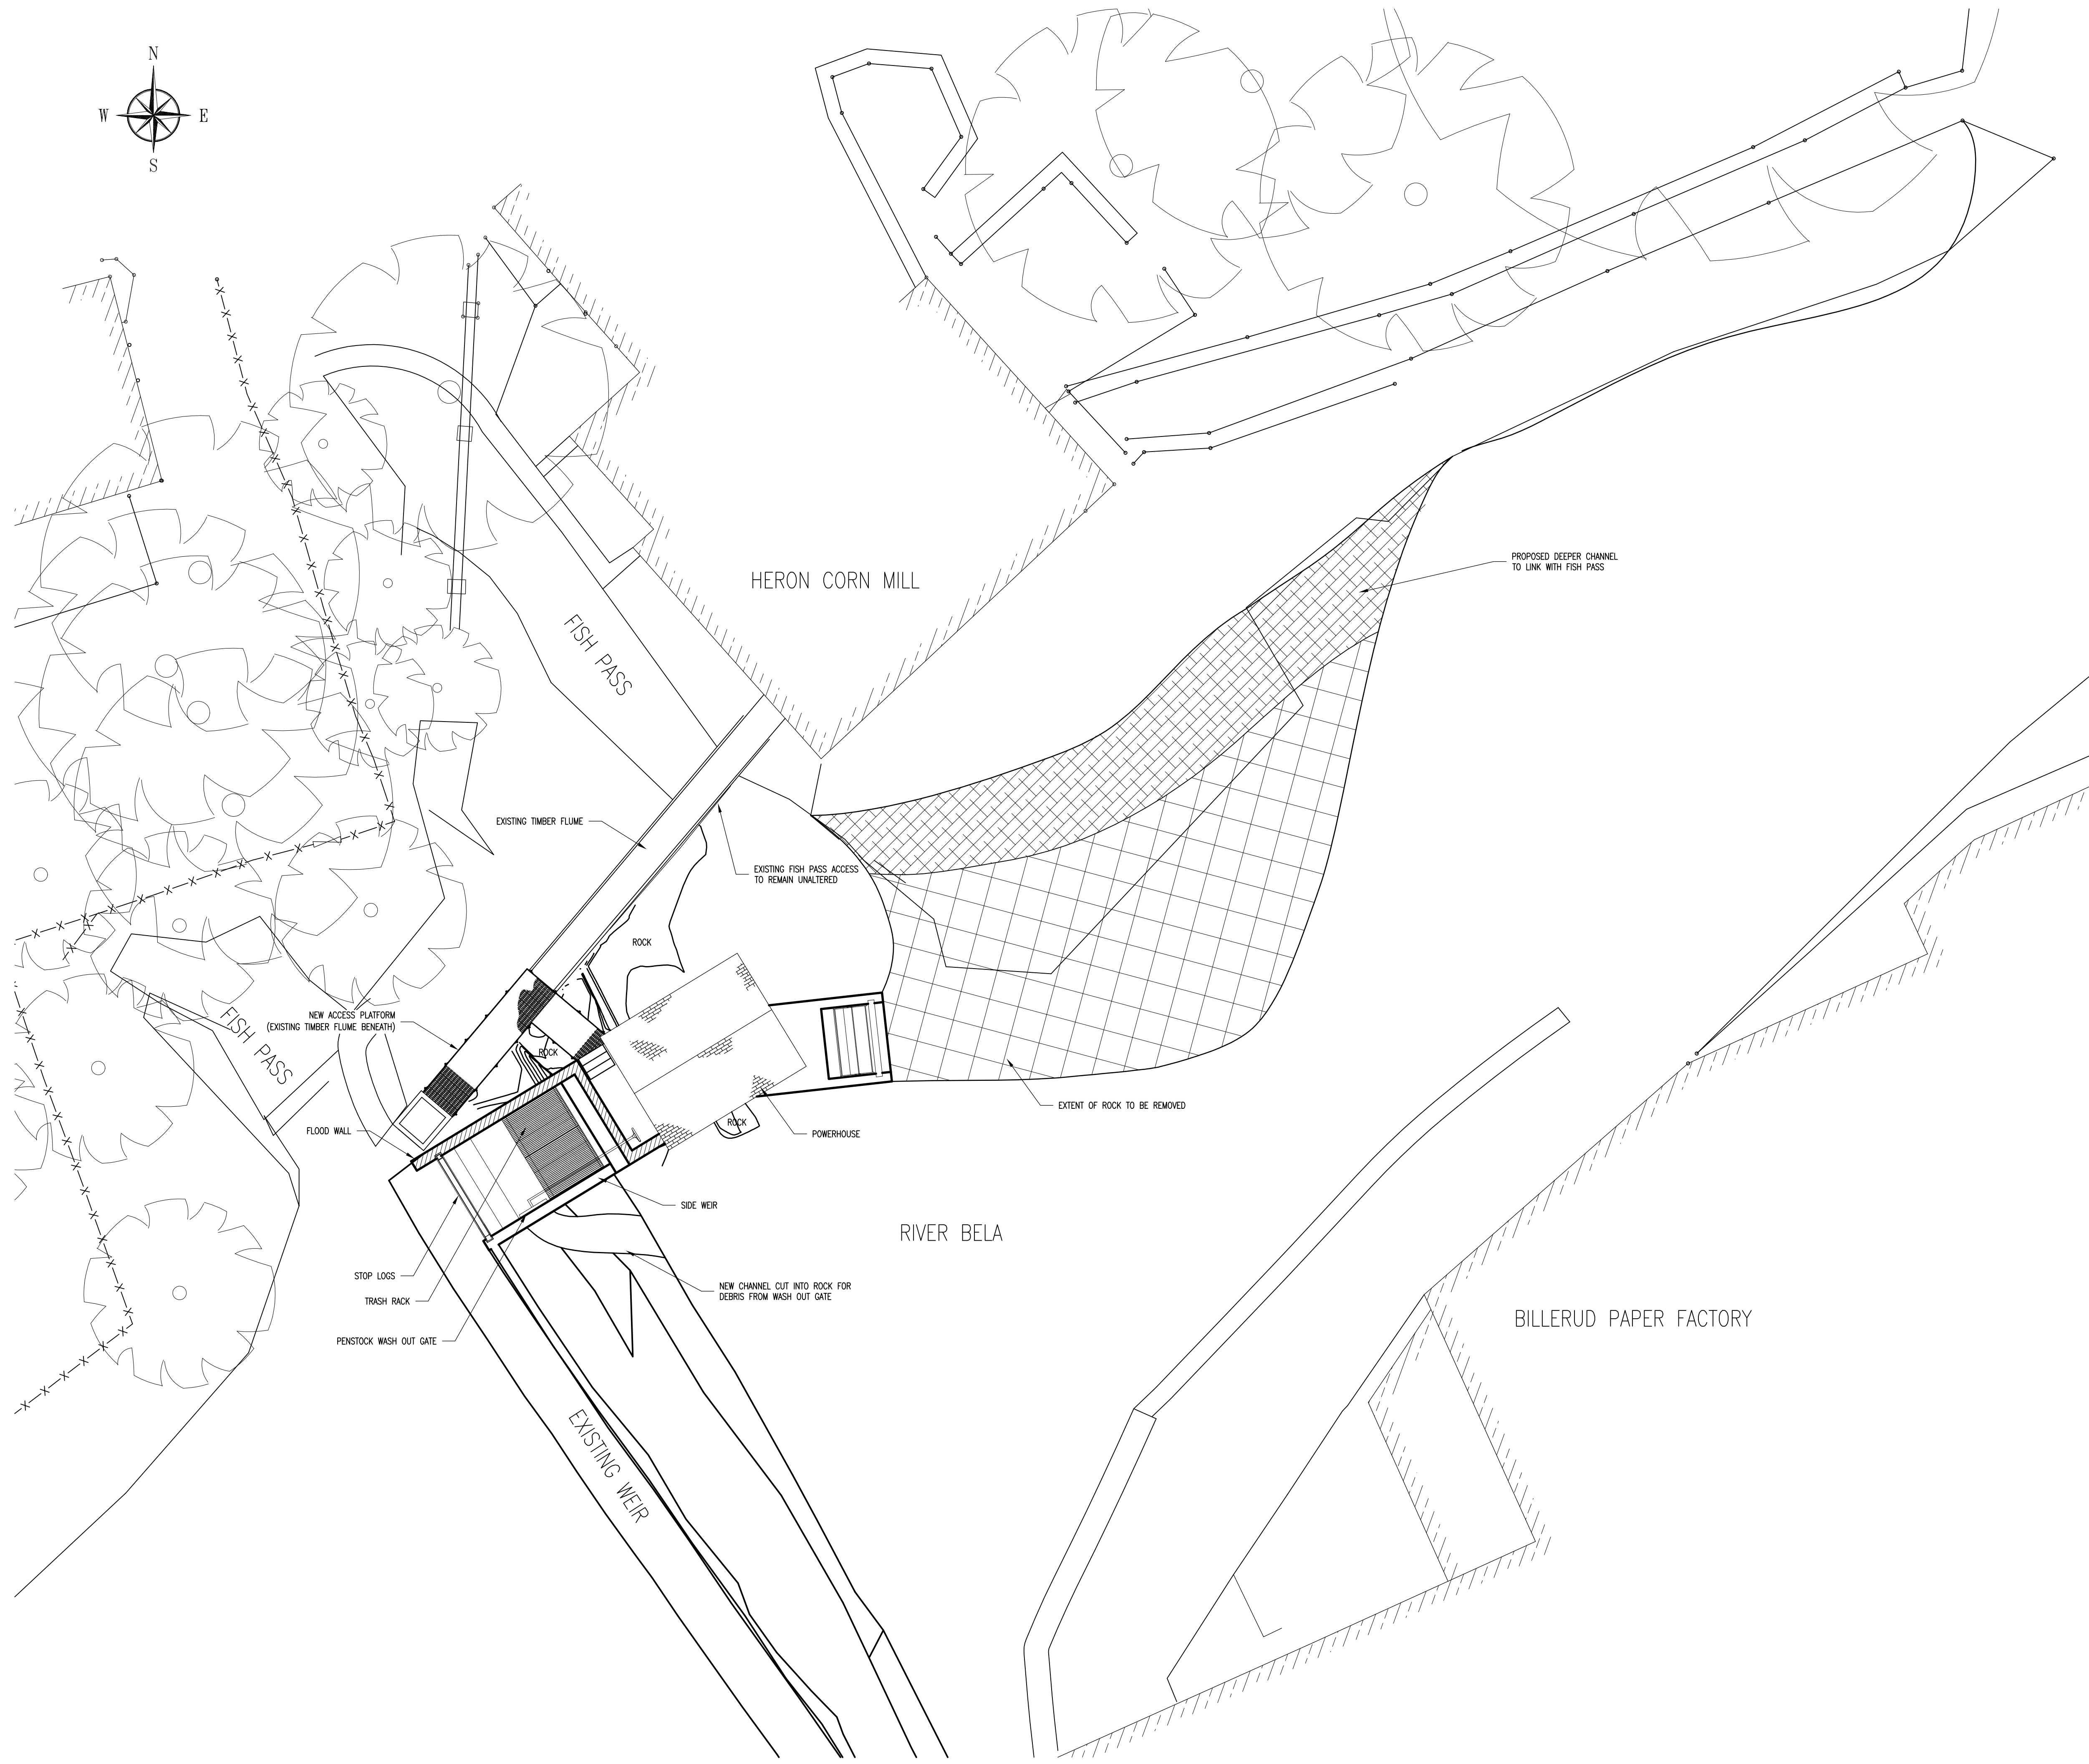 N
W E
S
HERON CORN MILL
PROPOSED DEEPER CHANNEL
TO LINK WITH FISH PASS
FISH PASS
EXISTING TIMBER FLUME
EXISTING FISH PASS ACCESS
TO REMAIN UNALTERED
ROCK
FISH PASS
NEW ACCESS PLATFORM
(EXISTING TIMBER FLUME BENEATH)
ROCK
EXTENT OF ROCK TO BE REMOVED
ROCK
FLOOD WALL
POWERHOUSE
SIDE WEIR
RIVER BELA
STOP LOGS
NEW CHANNEL CUT INTO ROCK FOR
DEBRIS FROM WASH OUT GATE
TRASH RACK
BILLERUD PAPER FACTORY
PENSTOCK WASH OUT GATE
EXISTING WEIR